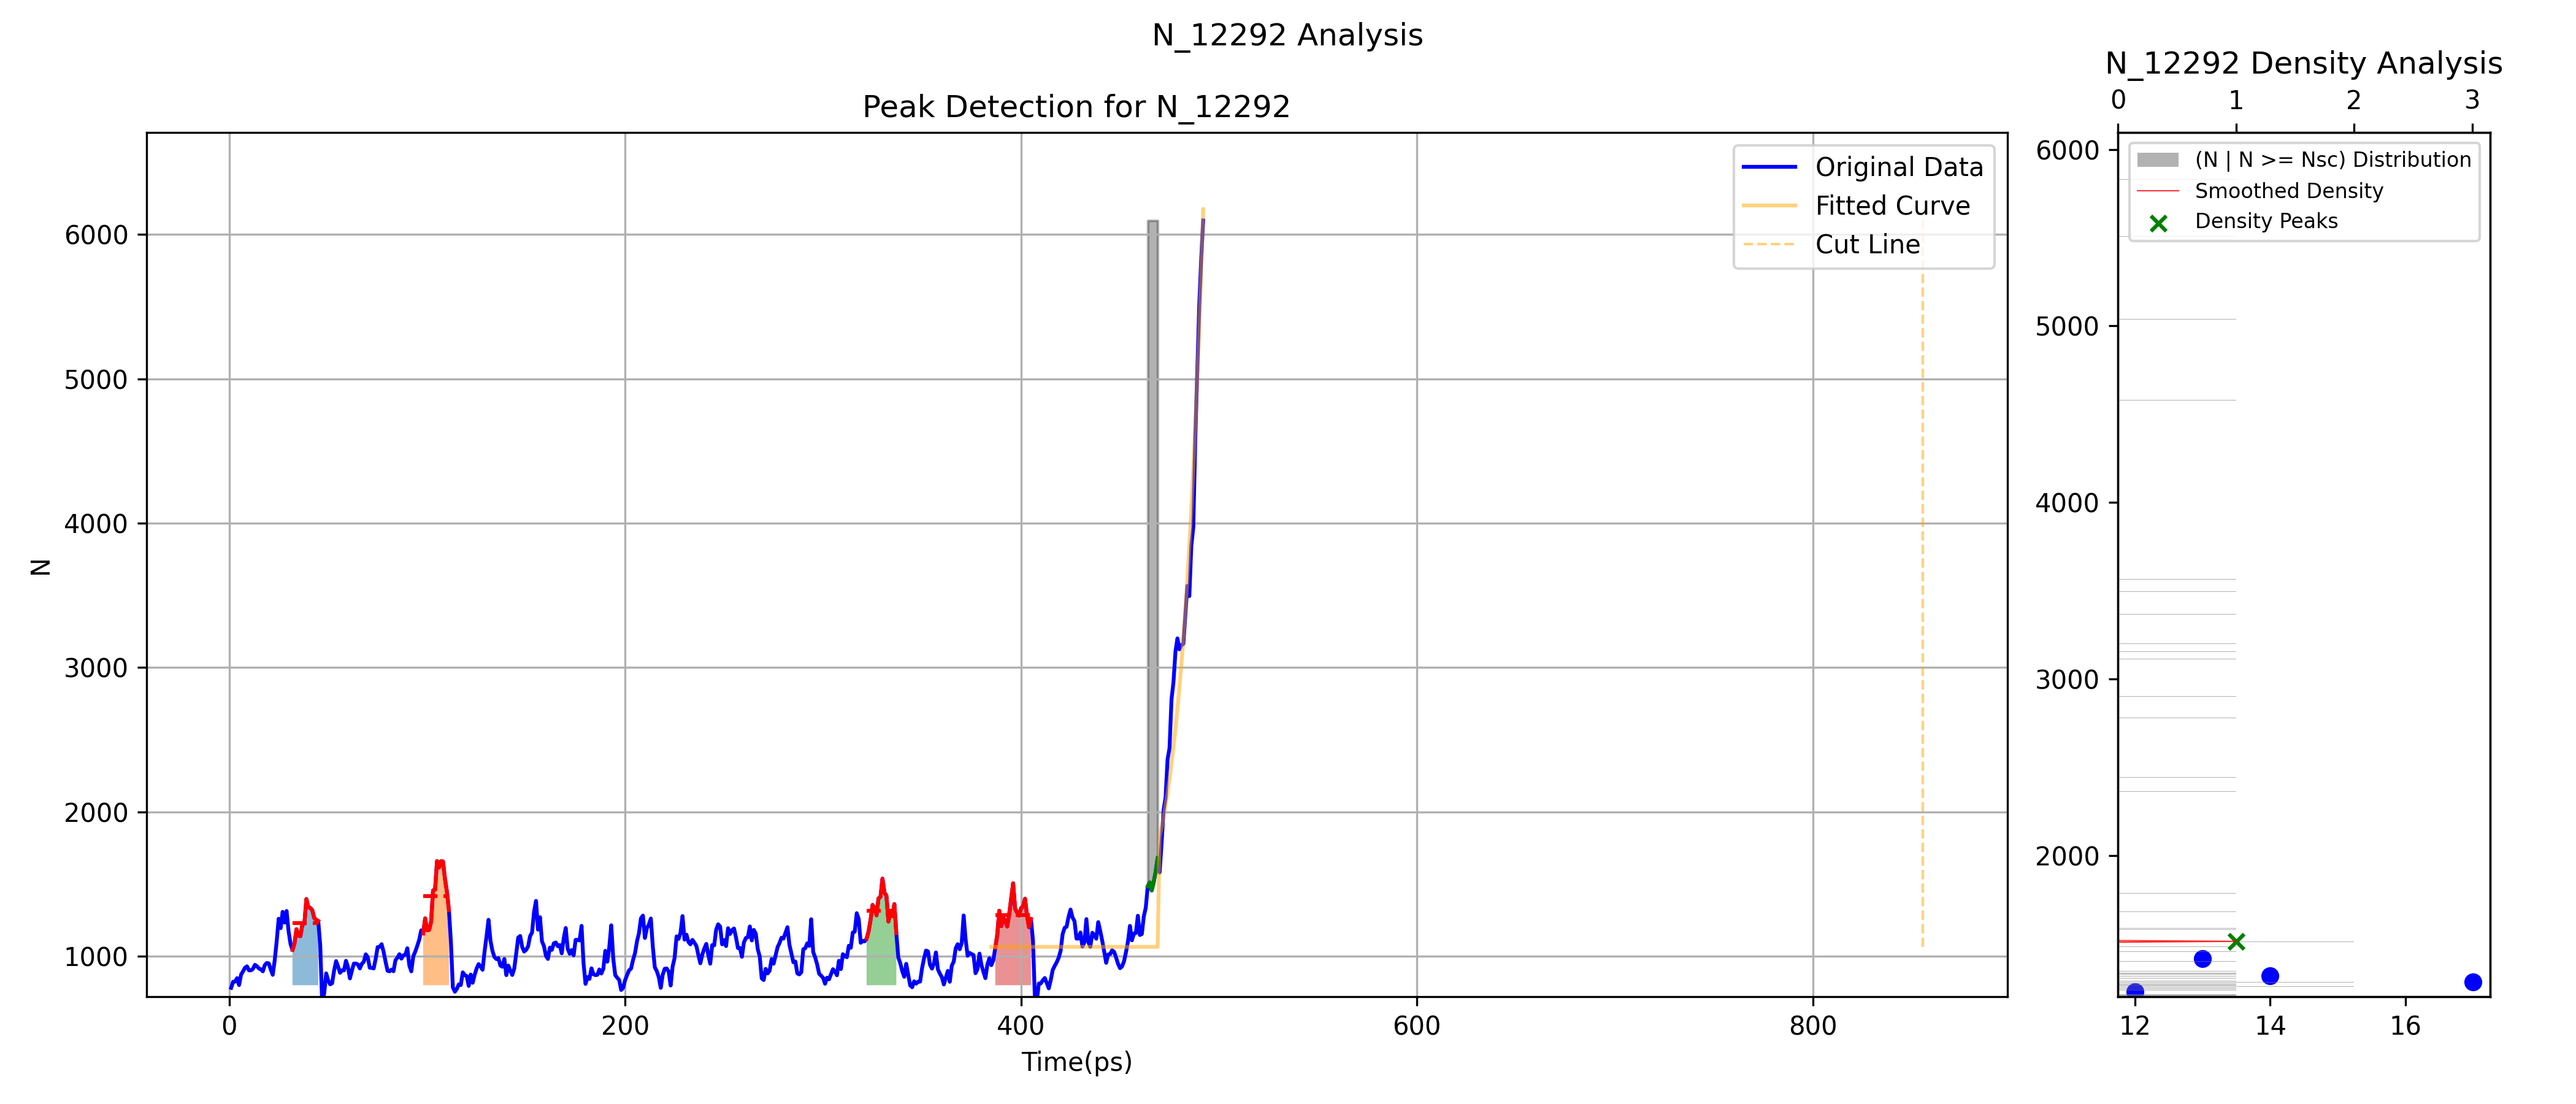 N_12292 Analysis
Peak Detection for N_12292
Original Data
Fitted Curve
Cut Line
6000
5000
4000
3000
2000
1000
N
0
200
400
600
800
Time(ps)
N_12292 Density Analysis
0
1
2
3
(N | N >= Nsc) Distribution
Smoothed Density
Density Peaks
6000
5000
4000
3000
2000
12
14
16